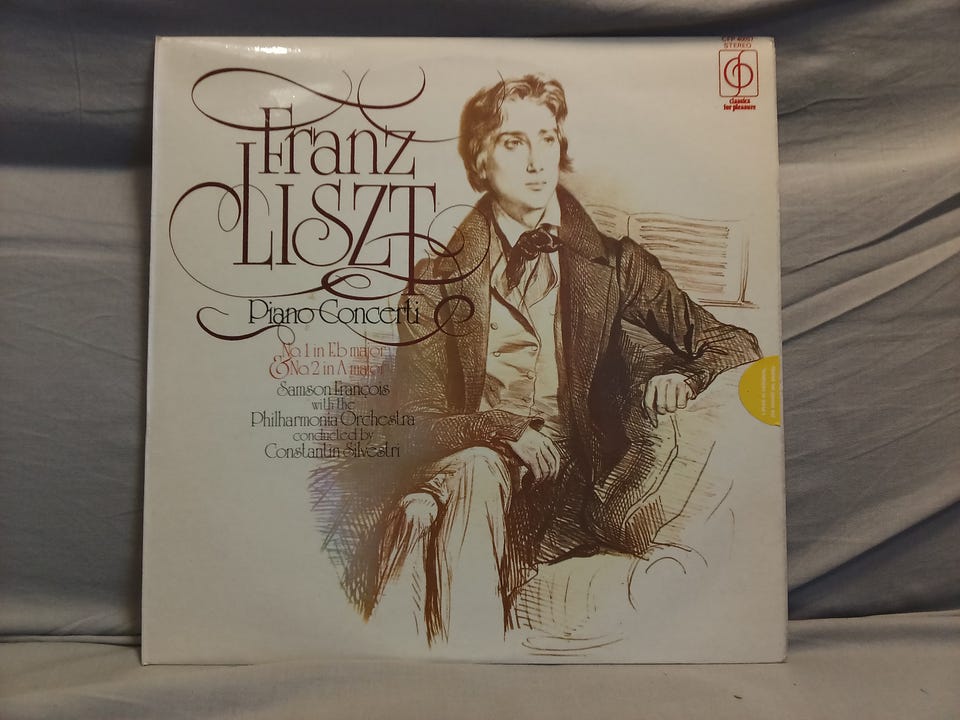 Franz
LISZT
Piano Concerti
No. 1 in Eb major
& No. 2 in A major
Samson François
with the
Philharmonia Orchestra
conducted by
Constantin Silvestri
STEREO
classics
for pleasure